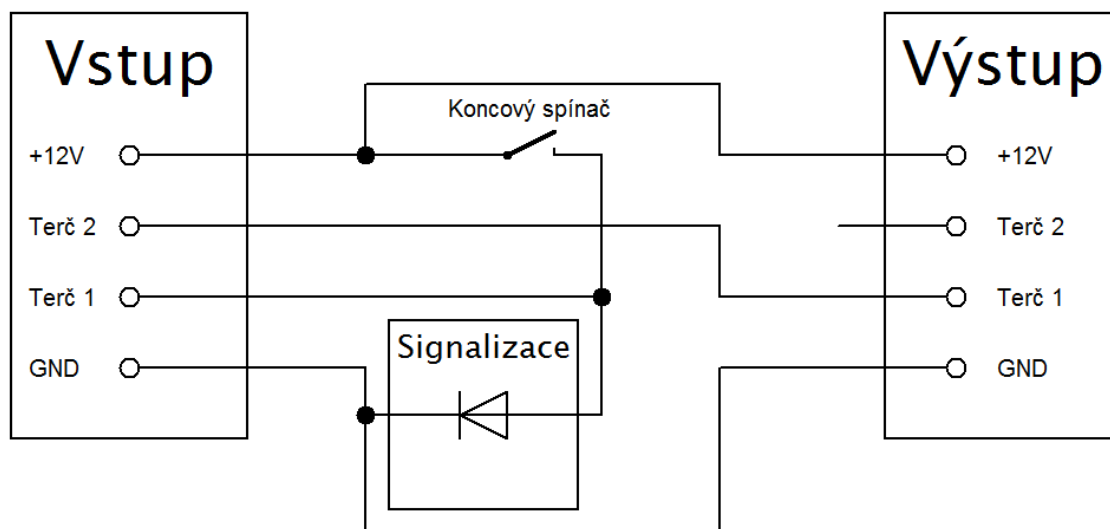 Vstup
+12V
Terč 2
Terč 1
GND
Koncový spínač
Signalizace
Výstup
+12V
Terč 2
Terč 1
GND